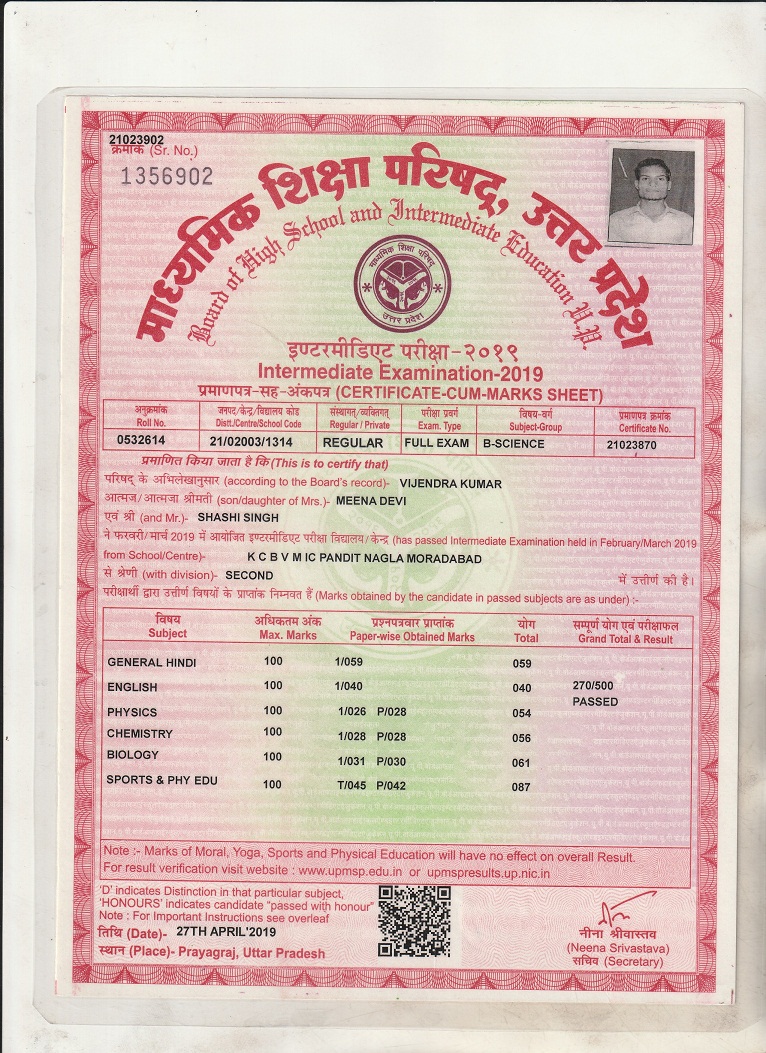 21023902
क्रमांक (Sr. No.)
1356902
माध्यमिक शिक्षा परिषद्, उत्तर प्रदेश
Board of High School and Intermediate Education U.P.
माध्यमिक शिक्षा परिषद
उत्तर प्रदेश
इण्टरमीडिएट परीक्षा-२०१९
Intermediate Examination-2019
प्रमाणपत्र-सह-अंकपत्र (CERTIFICATE-CUM-MARKS SHEET)
अनुक्रमांक जनपद/केन्द्र/विद्यालय कोड संस्थागत/व्यक्तिगत परीक्षा प्रवर्ग विषय-वर्ग प्रमाणपत्र क्रमांक
Roll No. Distt./Centre/School Code Regular / Private Exam. Type Subject-Group Certificate No.
0532614 21/02003/1314 REGULAR FULL EXAM B-SCIENCE 21023870
प्रमाणित किया जाता है कि (This is to certify that)
परिषद् के अभिलेखानुसार (according to the Board's record)- VIJENDRA KUMAR
आत्मज/आत्मजा श्रीमती (son/daughter of Mrs.)- MEENA DEVI
एवं श्री (and Mr.)- SHASHI SINGH
ने फरवरी/मार्च 2019 में आयोजित इण्टरमीडिएट परीक्षा विद्यालय/केन्द्र (has passed Intermediate Examination held in February/March 2019
from School/Centre)- K C B V M IC PANDIT NAGLA MORADABAD
से श्रेणी (with division)- SECOND में उत्तीर्ण की है।
परीक्षार्थी द्वारा उत्तीर्ण विषयों के प्राप्तांक निम्नवत हैं (Marks obtained by the candidate in passed subjects are as under) :-
विषय अधिकतम अंक प्रश्नपत्रवार प्राप्तांक योग सम्पूर्ण योग एवं परीक्षाफल
Subject Max. Marks Paper-wise Obtained Marks Total Grand Total & Result
GENERAL HINDI 100 1/059 059
ENGLISH 100 1/040 040 270/500
PASSED
PHYSICS 100 1/026 P/028 054
CHEMISTRY 100 1/028 P/028 056
BIOLOGY 100 1/031 P/030 061
SPORTS & PHY EDU 100 T/045 P/042 087
Note :- Marks of Moral, Yoga, Sports and Physical Education will have no effect on overall Result.
For result verification visit website : www.upmsp.edu.in or upmspresults.up.nic.in
'D' indicates Distinction in that particular subject,
'HONOURS' indicates candidate "passed with honour"
Note : For Important Instructions see overleaf
तिथि (Date)- 27TH APRIL'2019
स्थान (Place)- Prayagraj, Uttar Pradesh
नीना श्रीवास्तव
(Neena Srivastava)
सचिव (Secretary)